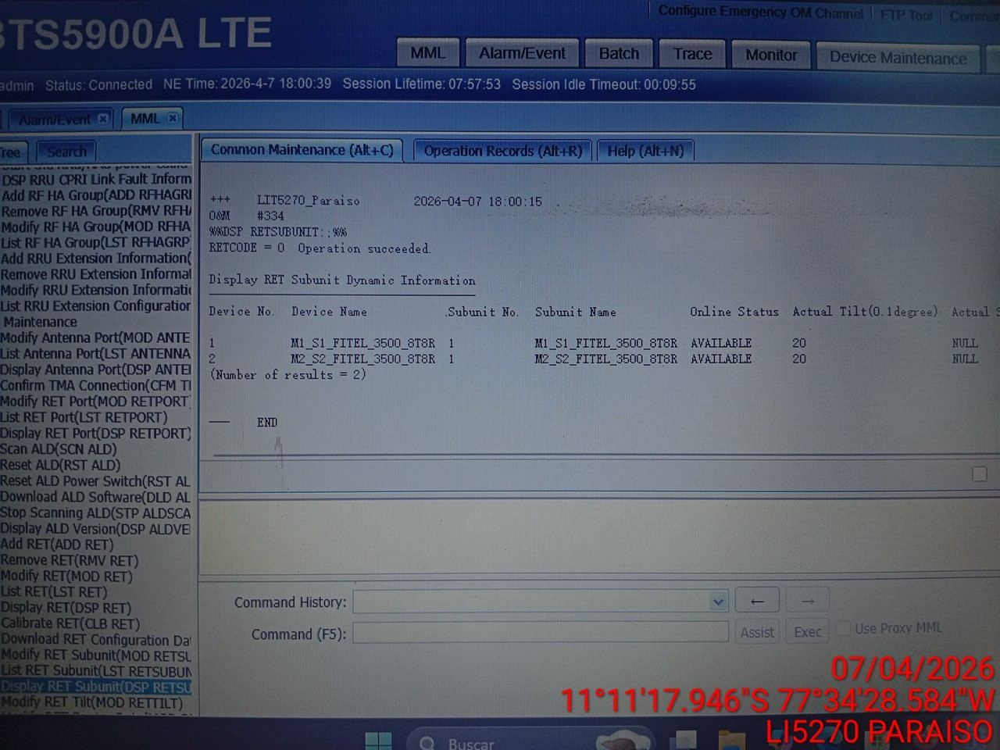 BTS5900A LTE
Configure Emergency OM Channel FTP Tool
MML Alarm/Event Batch Trace Monitor Device Maintenance
admin Status: Connected NE Time: 2026-4-7 18:00:39 Session Lifetime: 07:57:53 Session Idle Timeout: 00:09:55
Alarm/Event MML
Tree Search
Common Maintenance (Alt+C) Operation Records (Alt+R) Help (Alt+N)
DSP RRU CPRI Link Fault Inform
Add RF HA Group(ADD RFHAGRI
Remove RF HA Group(RMV RFH
Modify RF HA Group(MOD RFHA
List RF HA Group(LST RFHAGRP
Add RRU Extension Information(
Remove RRU Extension Informat
Modify RRU Extension Informati
List RRU Extension Configuration
Maintenance
Modify Antenna Port(MOD ANTE
List Antenna Port(LST ANTENNA
Display Antenna Port(DSP ANTE
Confirm TMA Connection(CFM T
Modify RET Port(MOD RETPORT
List RET Port(LST RETPORT)
Display RET Port(DSP RETPORT)
Scan ALD(SCN ALD)
Reset ALD(RST ALD)
Reset ALD Power Switch(RST AL
Download ALD Software(DLD AL
Stop Scanning ALD(STP ALDSCA
Display ALD Version(DSP ALDVE
Add RET(ADD RET)
Remove RET(RMV RET)
Modify RET(MOD RET)
List RET(LST RET)
Display RET(DSP RET)
Calibrate RET(CLB RET)
Download RET Configuration Da
Modify RET Subunit(MOD RETSU
List RET Subunit(LST RETSUBUN
Display RET Subunit(DSP RETSU
Modify RET Tilt(MOD RETTILT)
+++ LIT5270_Paraiso 2026-04-07 18:00:15
O&M #334
%%DSP RETSUBUNIT:;%%
RETCODE = 0 Operation succeeded.
Display RET Subunit Dynamic Information
Device No. Device Name Subunit No. Subunit Name Online Status Actual Tilt(0.1degree) Actual S
1 M1_S1_FITEL_3500_8T8R 1 M1_S1_FITEL_3500_8T8R AVAILABLE 20 NULL
2 M2_S2_FITEL_3500_8T8R 1 M2_S2_FITEL_3500_8T8R AVAILABLE 20 NULL
(Number of results = 2)
--- END
Command History: ← →
Command (F5): Assist Exec Use Proxy MML
Buscar
07/04/2026
11°11'17.946"S 77°34'28.584"W
LI5270 PARAISO